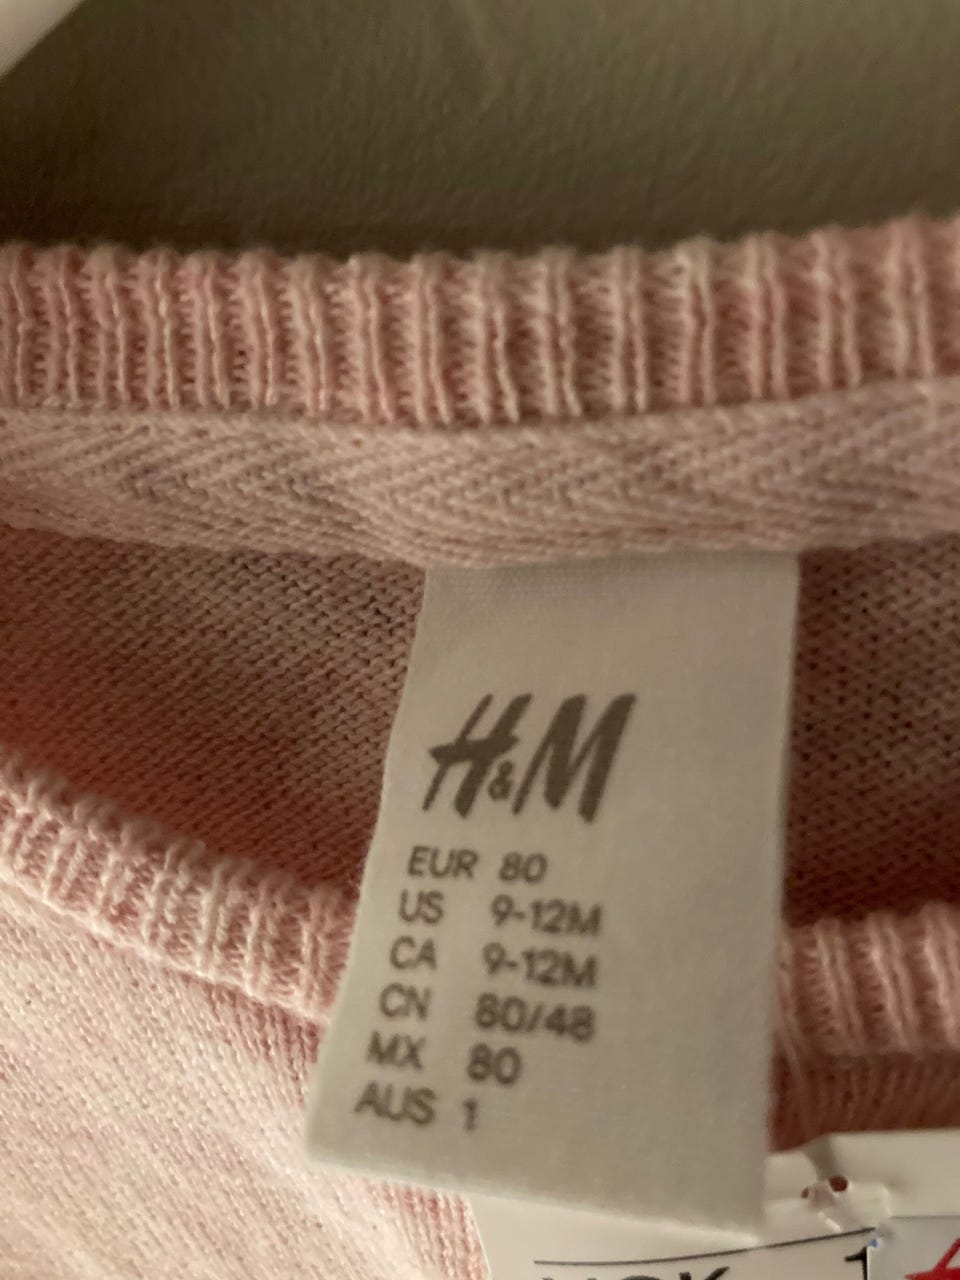 H&M
EUR 80
US 9-12M
CA 9-12M
CN 80/48
MX 80
AUS 1